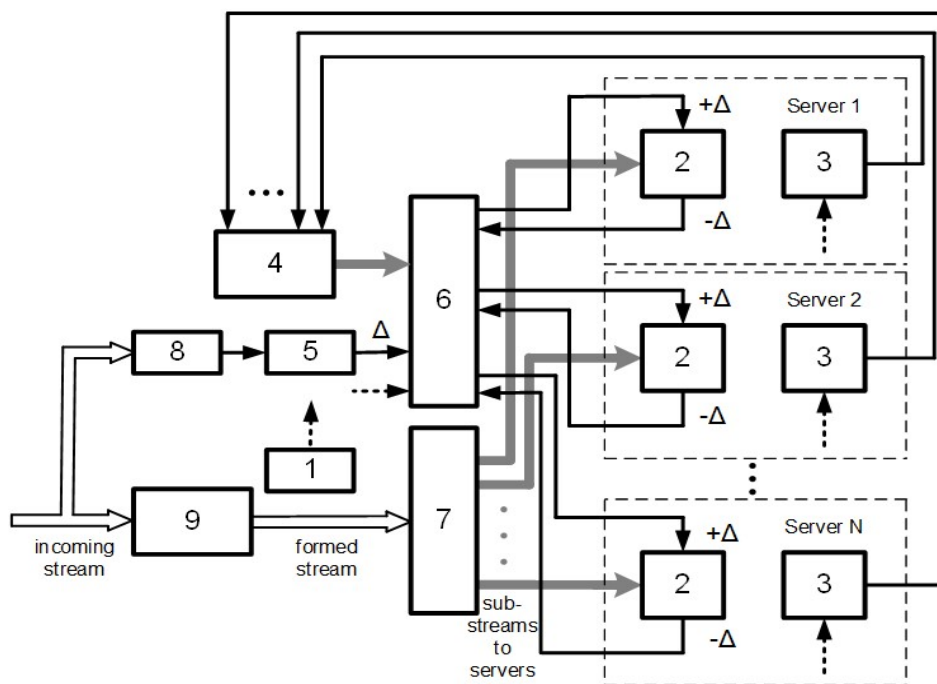 +Δ
Server 1
2
3
-Δ
4
6
+Δ
Server 2
8
5
Δ
2
3
-Δ
1
7
9
incoming
stream
formed
stream
+Δ
Server N
2
3
sub-
streams
to
servers
-Δ